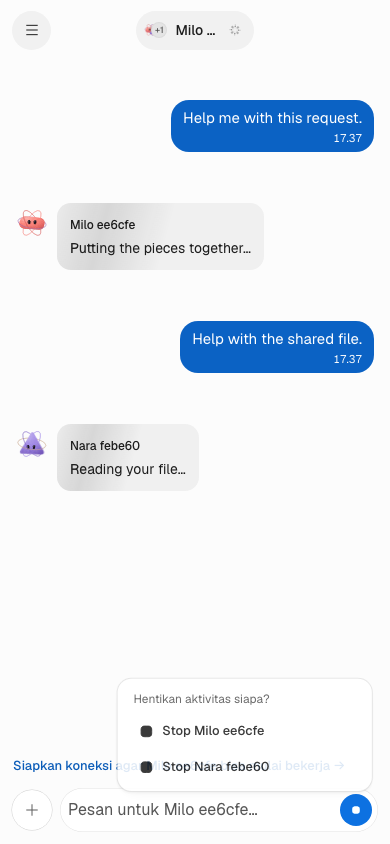 +1 Milo ...
Help me with this request.
17.37
Milo ee6cfe
Putting the pieces together...
Help with the shared file.
17.37
Nara febe60
Reading your file...
Hentikan aktivitas siapa?
Stop Milo ee6cfe
Stop Nara febe60
Siapkan koneksi bekerja →
Pesan untuk Milo ee6cfe...